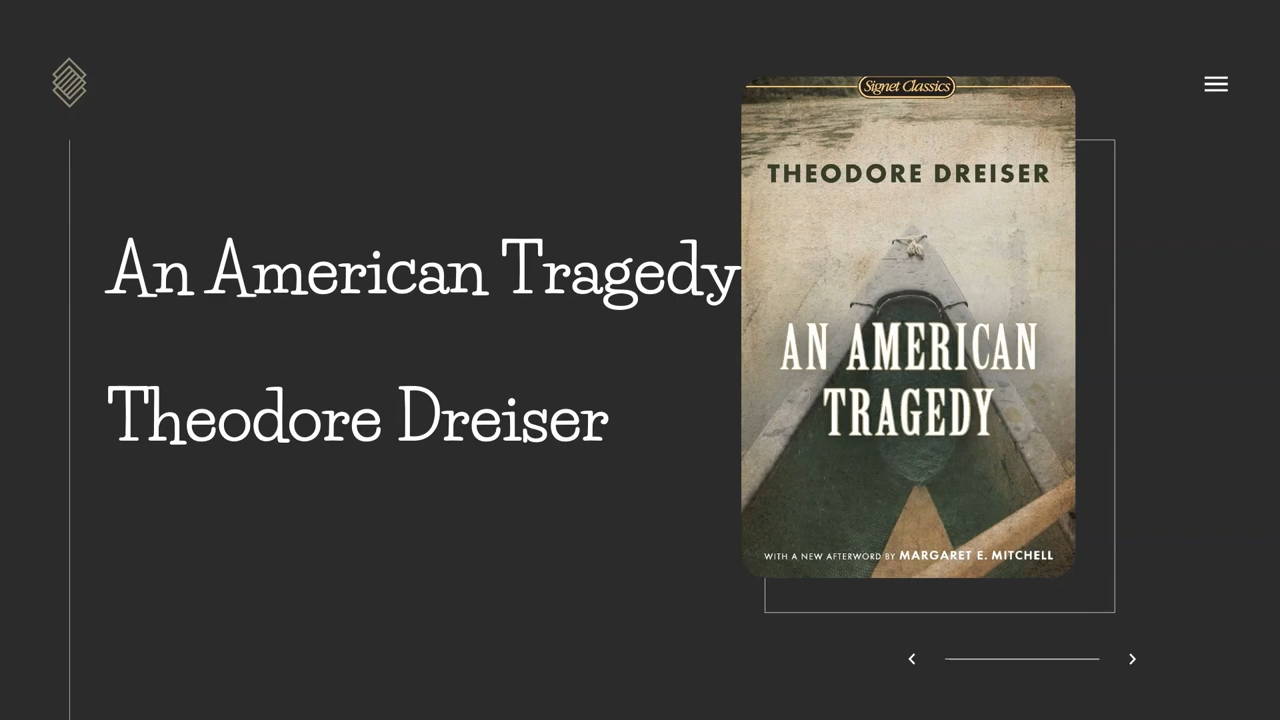 An American Tragedy
Theodore Dreiser
Signet Classics
THEODORE DREISER
AN AMERICAN
TRAGEDY
WITH A NEW AFTERWORD BY MARGARET E. MITCHELL